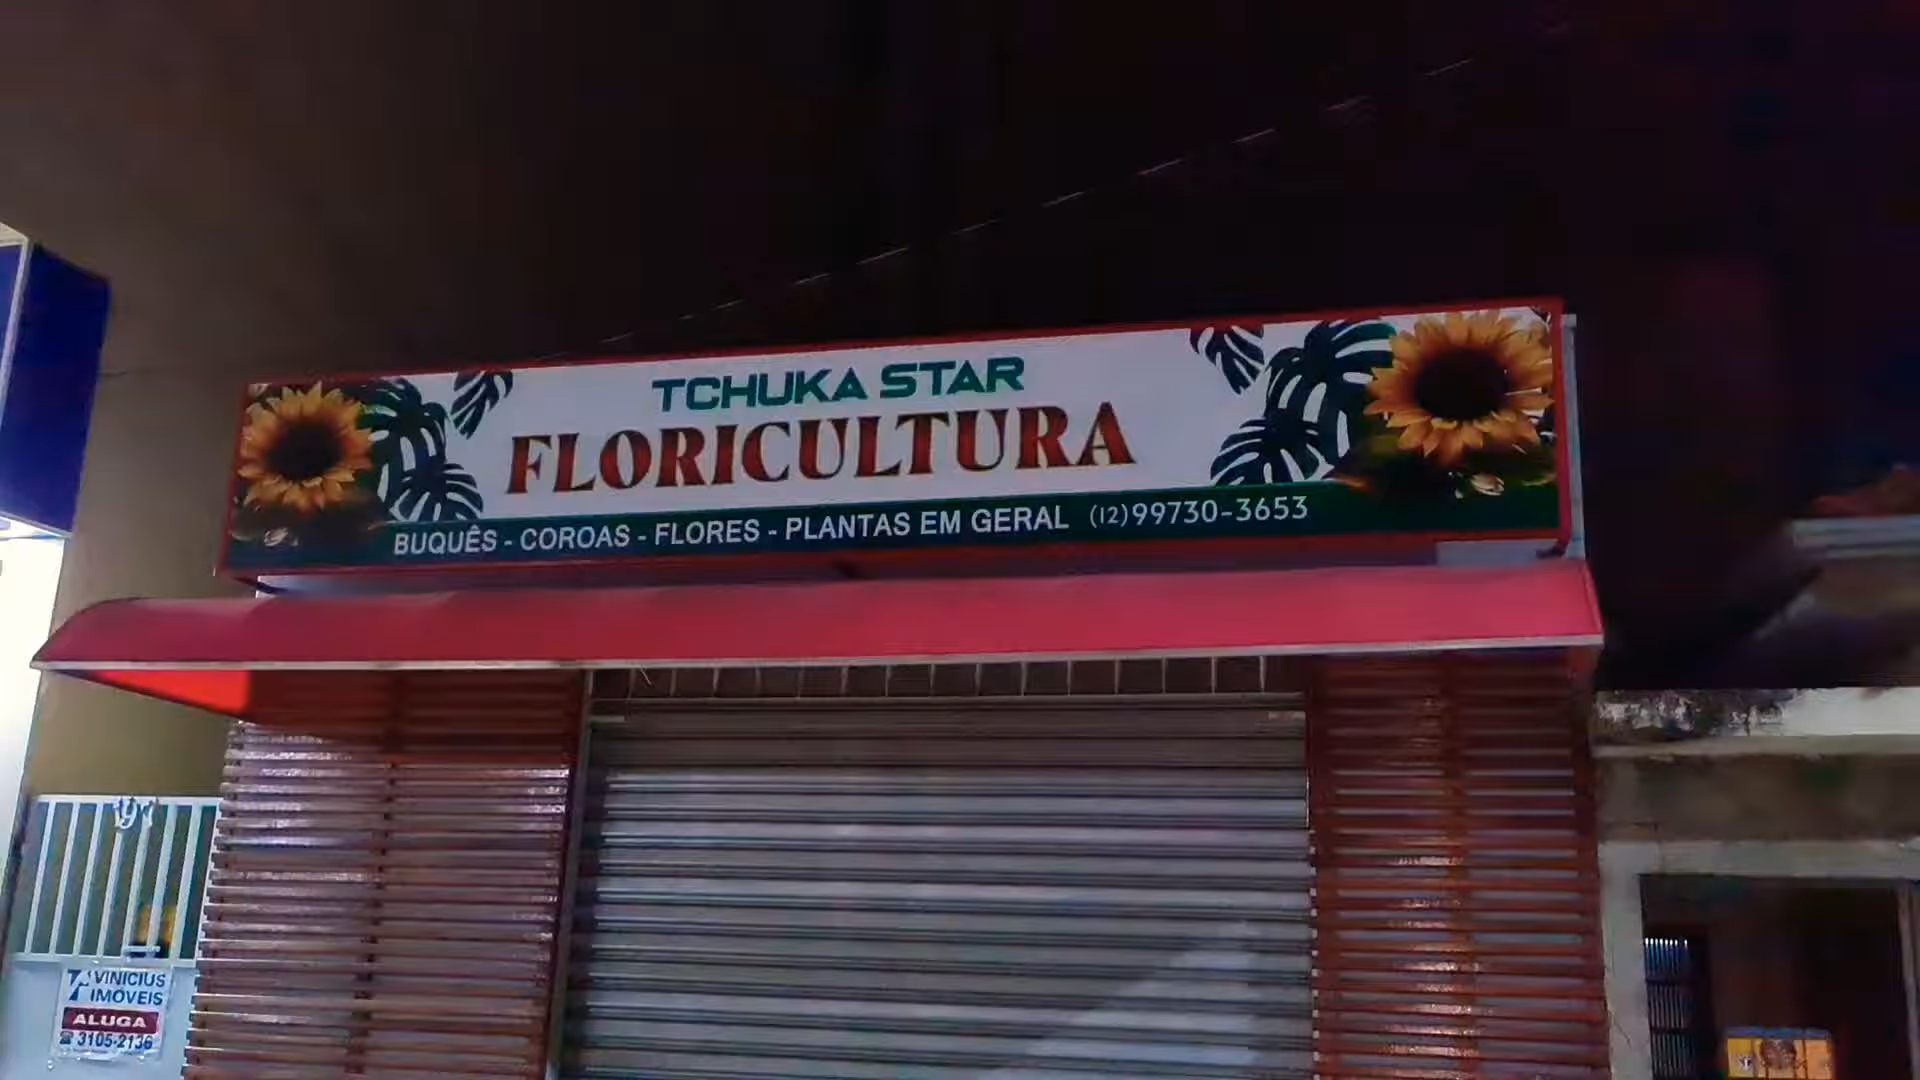 TCHUKA STAR
FLORICULTURA
BUQUÊS - COROAS - FLORES - PLANTAS EM GERAL (12)99730-3653
VINICIUS
IMÓVEIS
ALUGA
3105-2136